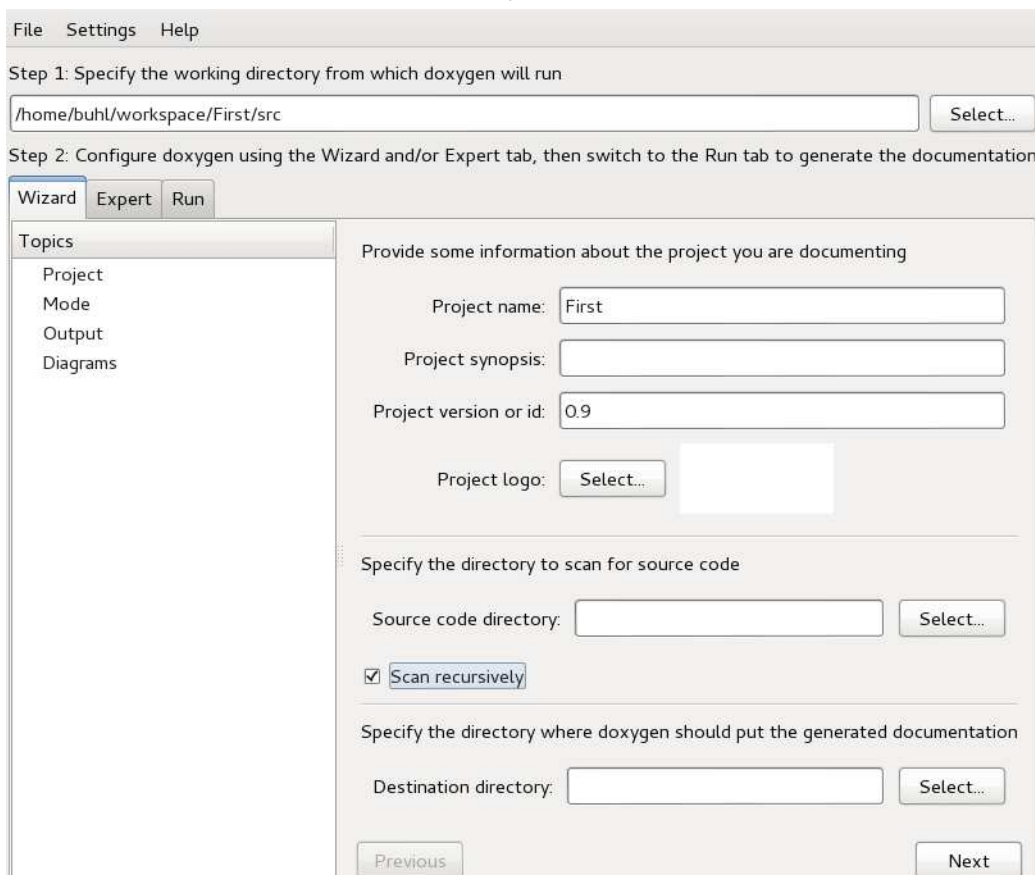 File Settings Help
Step 1: Specify the working directory from which doxygen will run
/home/buhl/workspace/First/src Select...
Step 2: Configure doxygen using the Wizard and/or Expert tab, then switch to the Run tab to generate the documentation
Wizard Expert Run
Topics
Project
Mode
Output
Diagrams
Provide some information about the project you are documenting
Project name: First
Project synopsis:
Project version or id: 0.9
Project logo: Select...
Specify the directory to scan for source code
Source code directory: Select...
Scan recursively
Specify the directory where doxygen should put the generated documentation
Destination directory: Select...
Previous Next